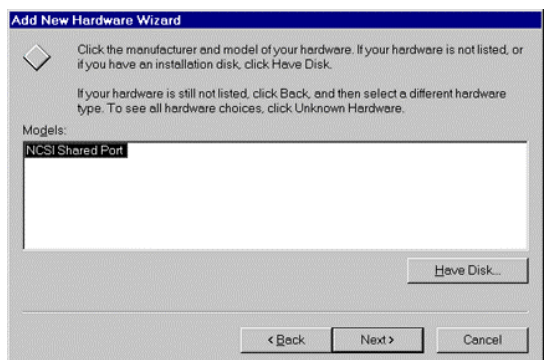 Add New Hardware Wizard
Click the manufacturer and model of your hardware. If your hardware is not listed, or
if you have an installation disk, click Have Disk.
If your hardware is still not listed, click Back, and then select a different hardware
type. To see all hardware choices, click Unknown Hardware.
Models:
NCSI Shared Port
Have Disk...
< Back
Next >
Cancel